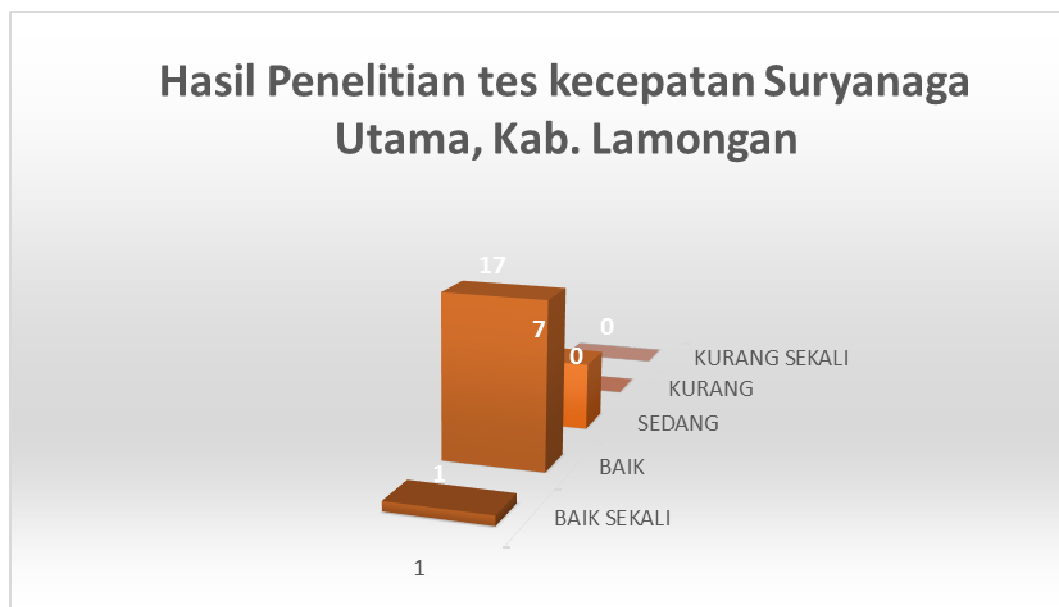 Hasil Penelitian tes kecepatan Suryanaga
Utama, Kab. Lamongan
17
7
0
0
KURANG SEKALI
KURANG
SEDANG
BAIK
1
BAIK SEKALI
1